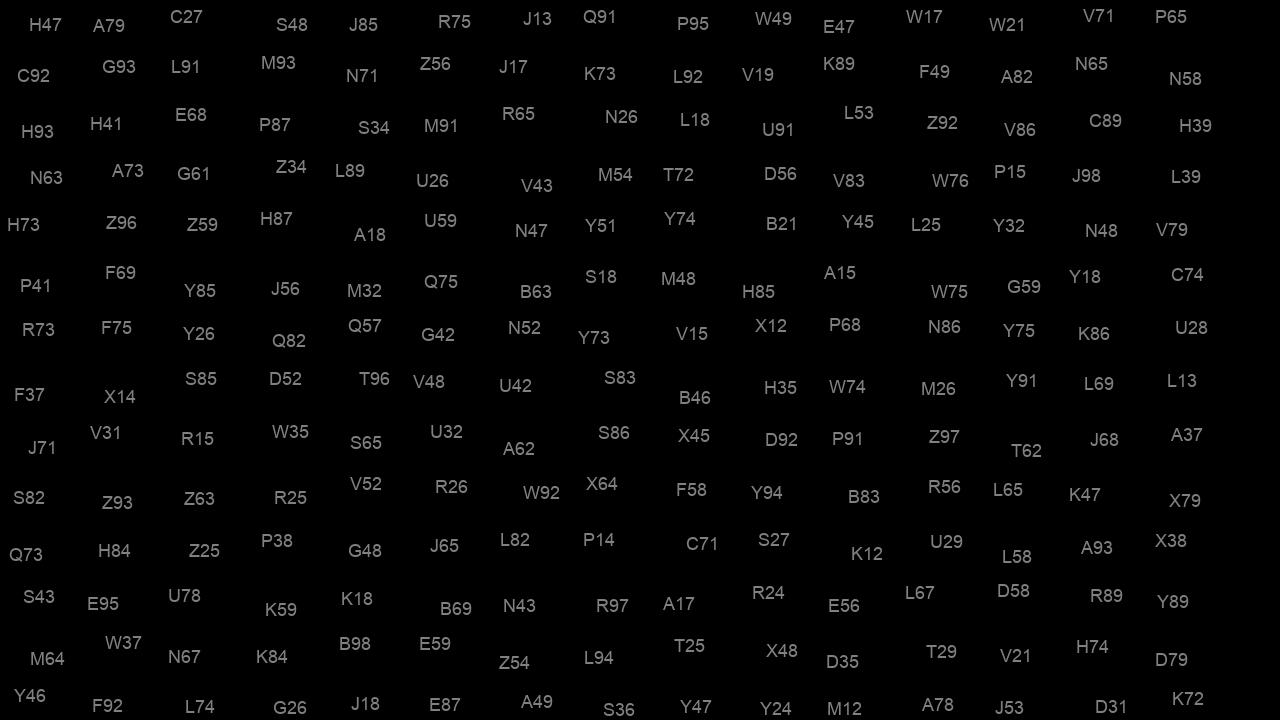 H47 A79 C27 S48 J85 R75 J13 Q91 P95 W49 E47 W17 W21 V71 P65
C92 G93 L91 M93 N71 Z56 J17 K73 L92 V19 K89 F49 A82 N65 N58
H93 H41 E68 P87 S34 M91 R65 N26 L18 U91 L53 Z92 V86 C89 H39
N63 A73 G61 Z34 L89 U26 V43 M54 T72 D56 V83 W76 P15 J98 L39
H73 Z96 Z59 H87 A18 U59 N47 Y51 Y74 B21 Y45 L25 Y32 N48 V79
P41 F69 Y85 J56 M32 Q75 B63 S18 M48 H85 A15 W75 G59 Y18 C74
R73 F75 Y26 Q82 Q57 G42 N52 Y73 V15 X12 P68 N86 Y75 K86 U28
F37 X14 S85 D52 T96 V48 U42 S83 B46 H35 W74 M26 Y91 L69 L13
J71 V31 R15 W35 S65 U32 A62 S86 X45 D92 P91 Z97 T62 J68 A37
S82 Z93 Z63 R25 V52 R26 W92 X64 F58 Y94 B83 R56 L65 K47 X79
Q73 H84 Z25 P38 G48 J65 L82 P14 C71 S27 K12 U29 L58 A93 X38
S43 E95 U78 K59 K18 B69 N43 R97 A17 R24 E56 L67 D58 R89 Y89
M64 W37 N67 K84 B98 E59 Z54 L94 T25 X48 D35 T29 V21 H74 D79
Y46 F92 L74 G26 J18 E87 A49 S36 Y47 Y24 M12 A78 J53 D31 K72